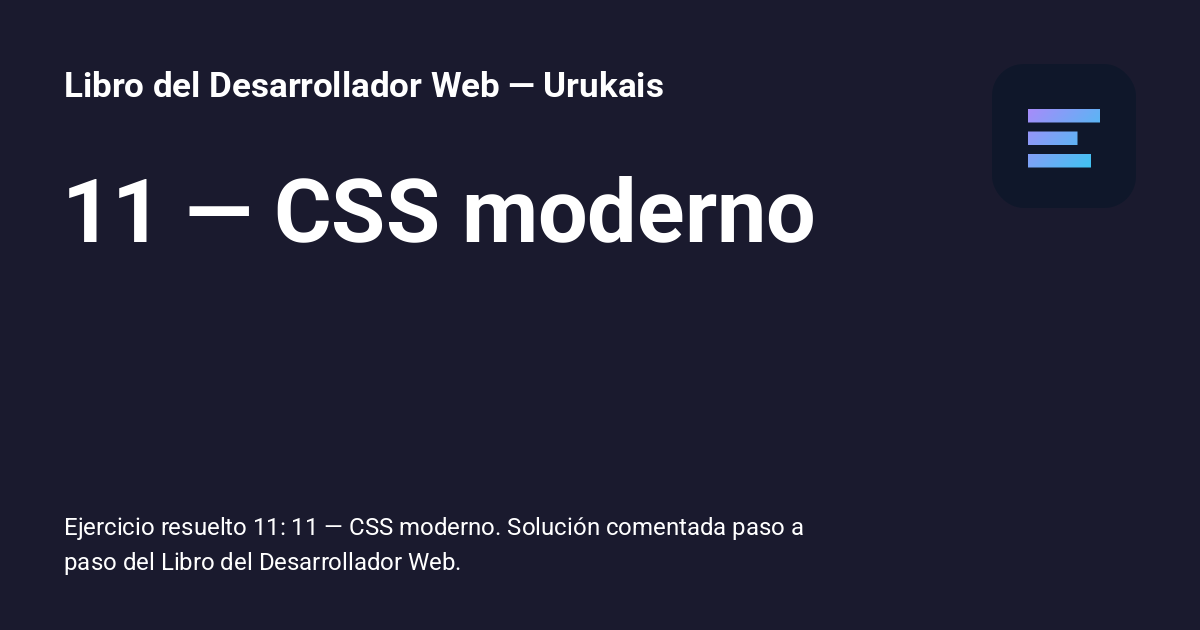 Libro del Desarrollador Web — Urukais
11 — CSS moderno
Ejercicio resuelto 11: 11 — CSS moderno. Solución comentada paso a
paso del Libro del Desarrollador Web.